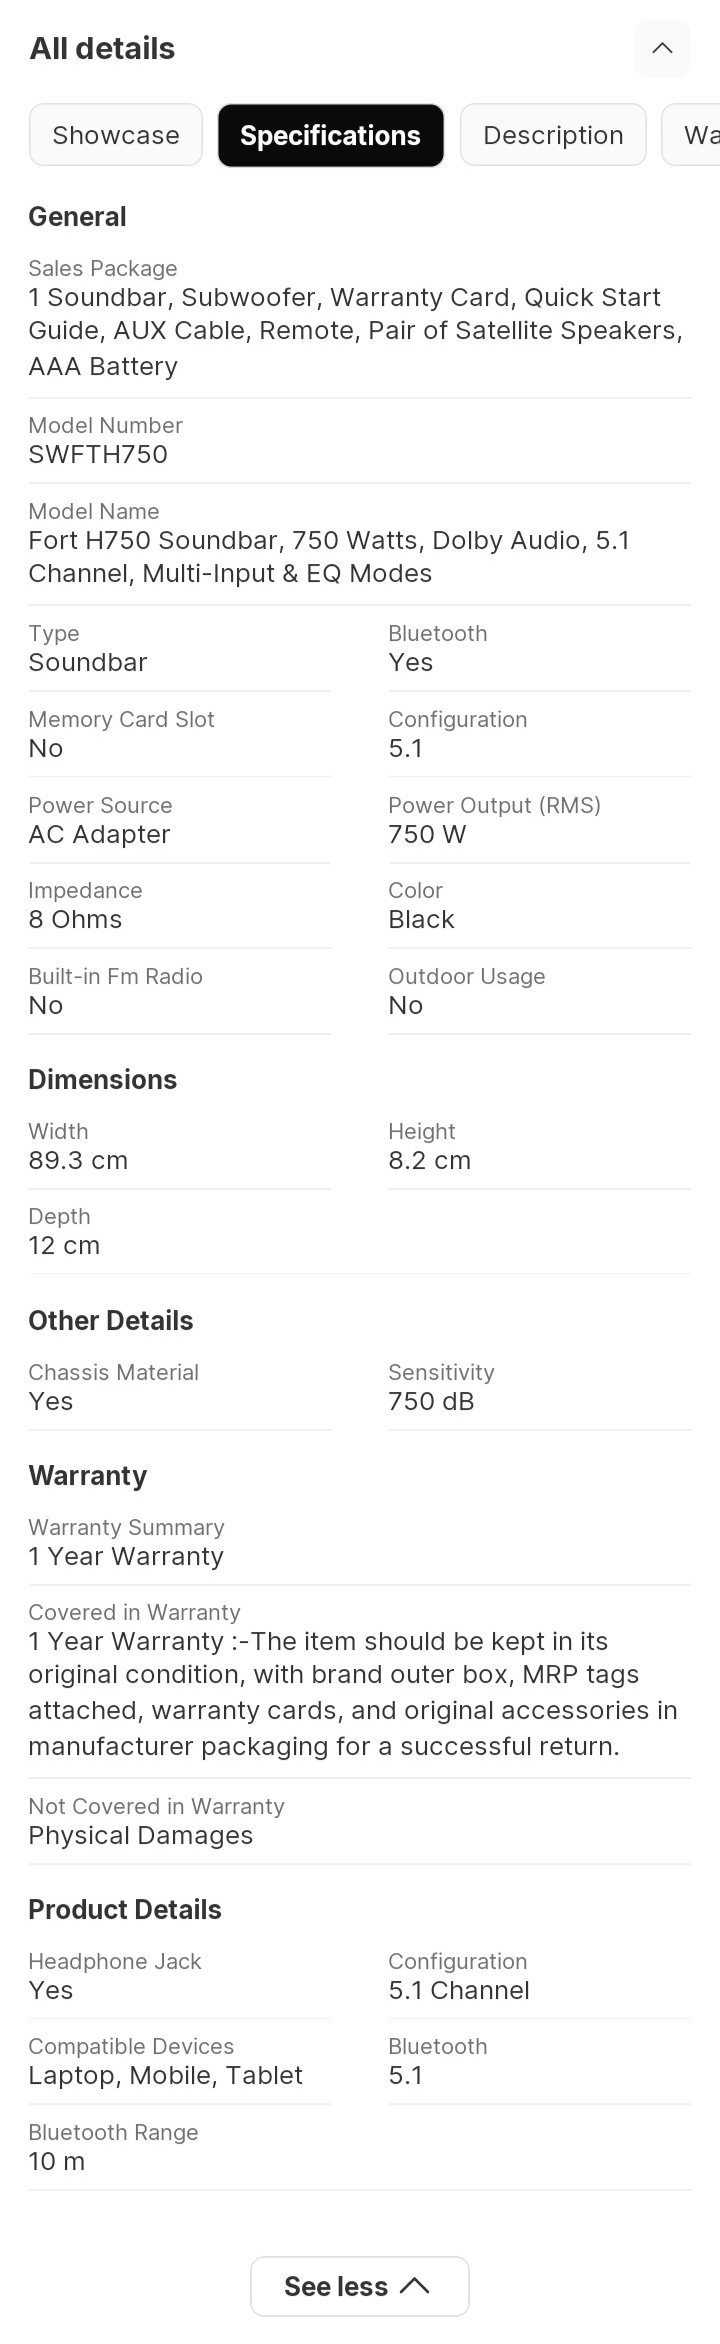 All details
Showcase
Specifications
Description
Wa
General
Sales Package
1 Soundbar, Subwoofer, Warranty Card, Quick Start
Guide, AUX Cable, Remote, Pair of Satellite Speakers,
AAA Battery
Model Number
SWFTH750
Model Name
Fort H750 Soundbar, 750 Watts, Dolby Audio, 5.1
Channel, Multi-Input & EQ Modes
Type
Soundbar
Bluetooth
Yes
Memory Card Slot
No
Configuration
5.1
Power Source
AC Adapter
Power Output (RMS)
750 W
Impedance
8 Ohms
Color
Black
Built-in Fm Radio
No
Outdoor Usage
No
Dimensions
Width
89.3 cm
Height
8.2 cm
Depth
12 cm
Other Details
Chassis Material
Yes
Sensitivity
750 dB
Warranty
Warranty Summary
1 Year Warranty
Covered in Warranty
1 Year Warranty :-The item should be kept in its
original condition, with brand outer box, MRP tags
attached, warranty cards, and original accessories in
manufacturer packaging for a successful return.
Not Covered in Warranty
Physical Damages
Product Details
Headphone Jack
Yes
Configuration
5.1 Channel
Compatible Devices
Laptop, Mobile, Tablet
Bluetooth
5.1
Bluetooth Range
10 m
See less